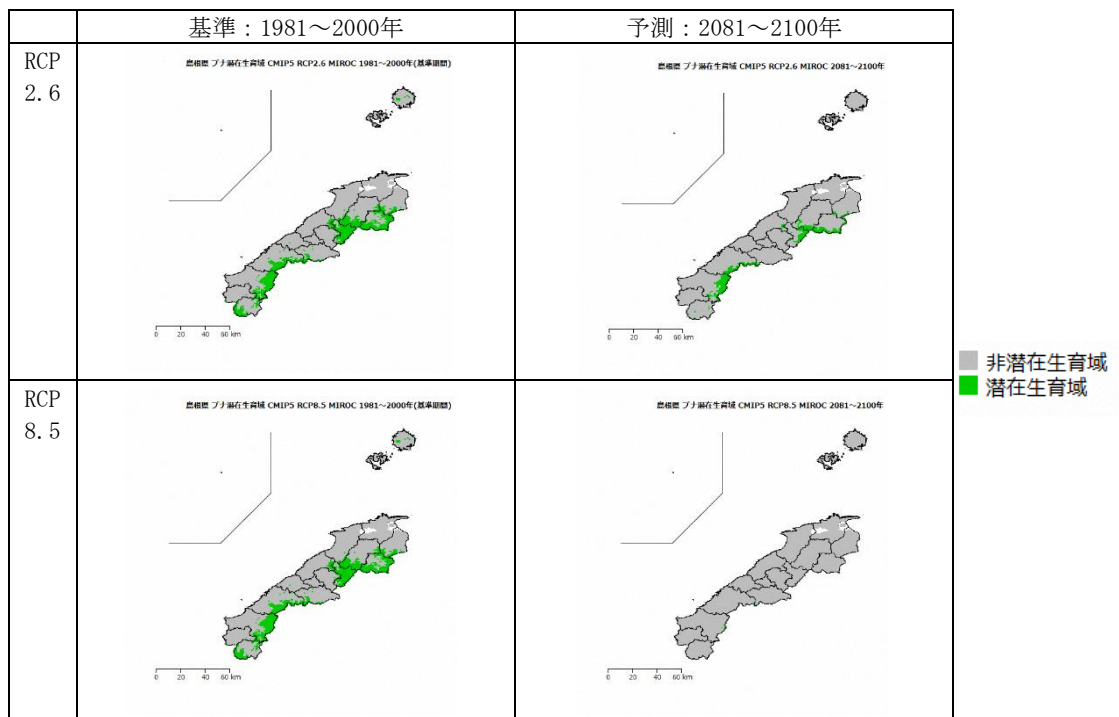 基準：1981～2000年
予測：2081～2100年
RCP
2.6
島根県 ブナ潜在生育域 CMIP5 RCP2.6 MIROC 1981～2000年(基準期間)
0 20 40 60 km
島根県 ブナ潜在生育域 CMIP5 RCP2.6 MIROC 2081～2100年
0 20 40 60 km
非潜在生育域
潜在生育域
RCP
8.5
島根県 ブナ潜在生育域 CMIP5 RCP8.5 MIROC 1981～2000年(基準期間)
0 20 40 60 km
島根県 ブナ潜在生育域 CMIP5 RCP8.5 MIROC 2081～2100年
0 20 40 60 km